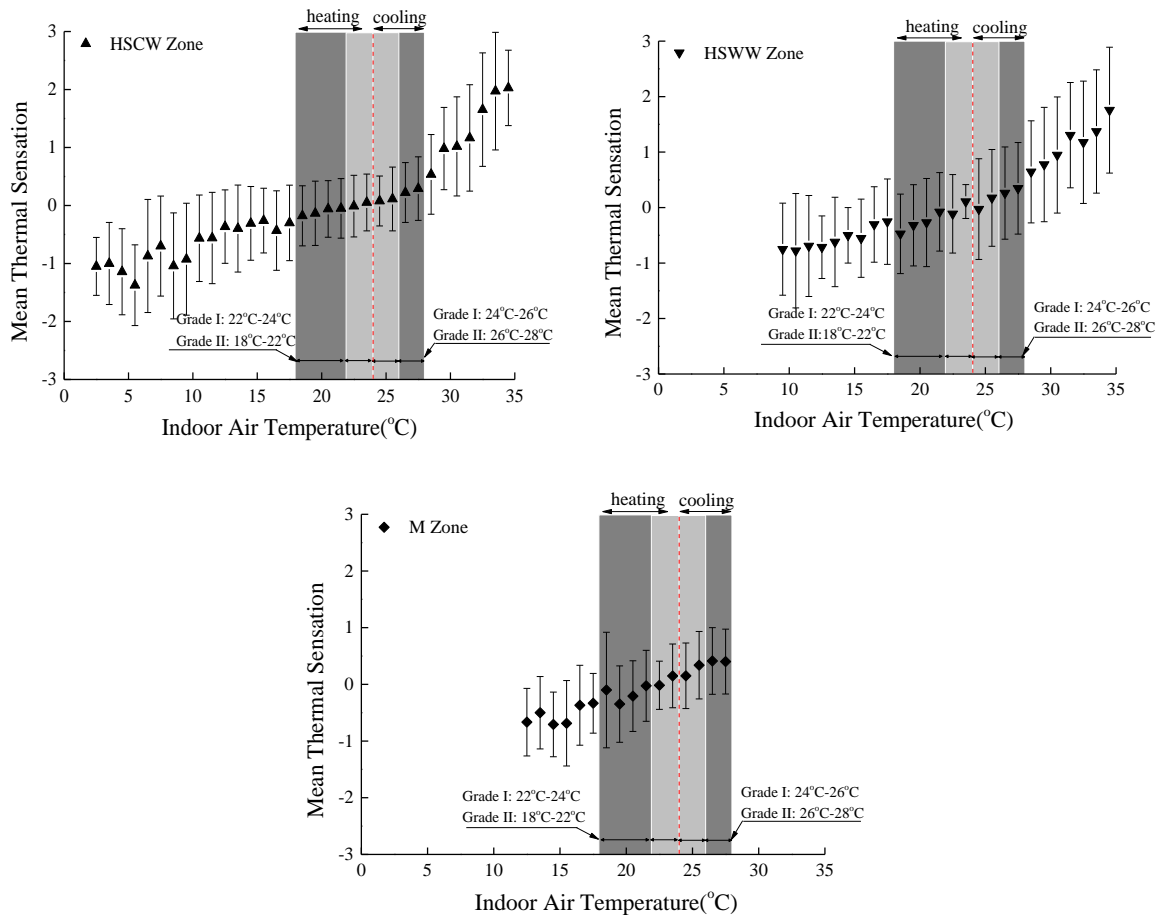 heating
cooling
HSCW Zone
3
2
1
0
-1
-2
-3
Mean Thermal Sensation
Grade I: 22°C-24°C
Grade II: 18°C-22°C
Grade I: 24°C-26°C
Grade II: 26°C-28°C
0
5
10
15
20
25
30
35
Indoor Air Temperature(°C)
heating
cooling
HSWW Zone
3
2
1
0
-1
-2
-3
Mean Thermal Sensation
Grade I: 22°C-24°C
Grade II:18°C-22°C
Grade I: 24°C-26°C
Grade II: 26°C-28°C
0
5
10
15
20
25
30
35
Indoor Air Temperature(°C)
heating
cooling
M Zone
3
2
1
0
-1
-2
-3
Mean Thermal Sensation
Grade I: 22°C-24°C
Grade II: 18°C-22°C
Grade I: 24°C-26°C
Grade II: 26°C-28°C
0
5
10
15
20
25
30
35
Indoor Air Temperature(°C)